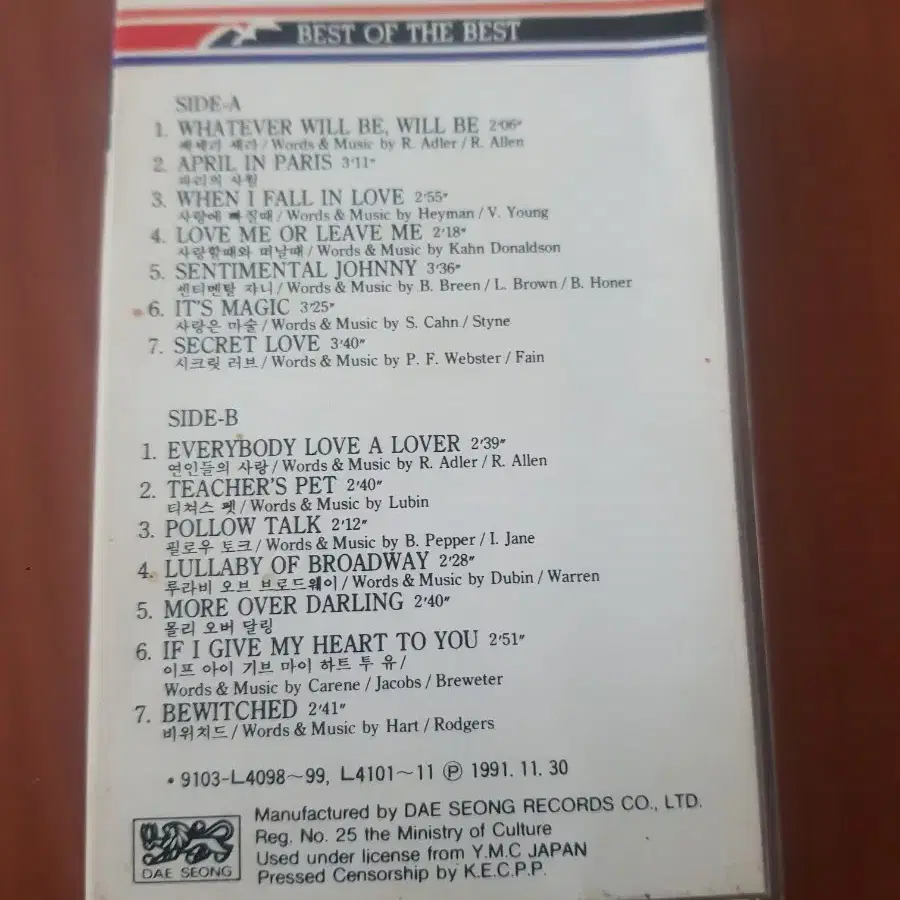 BEST OF THE BEST
SIDE-A
1. WHATEVER WILL BE, WILL BE 2'06"
케세라 세라/Words & Music by R. Adler/R. Allen
2. APRIL IN PARIS 3'11"
파리의 사월
3. WHEN I FALL IN LOVE 2'55"
사랑에 빠질때/Words & Music by Heyman/V. Young
4. LOVE ME OR LEAVE ME 2'18"
사랑할때와 떠날때/Words & Music by Kahn Donaldson
5. SENTIMENTAL JOHNNY 3'36"
센티멘탈 쟈니/Words & Music by B. Breen/L. Brown/B. Honer
6. IT'S MAGIC 3'25"
사랑은 마술/Words & Music by S. Cahn/Styne
7. SECRET LOVE 3'40"
시크릿 러브/Words & Music by P. F. Webster/Fain
SIDE-B
1. EVERYBODY LOVE A LOVER 2'39"
연인들의 사랑/Words & Music by R. Adler/R. Allen
2. TEACHER'S PET 2'40"
티쳐스 펫/Words & Music by Lubin
3. POLLOW TALK 2'12"
필로우 토크/Words & Music by B. Pepper/I. Jane
4. LULLABY OF BROADWAY 2'28"
루라비 오브 브로드웨이/Words & Music by Dubin/Warren
5. MORE OVER DARLING 2'40"
몰리 오버 달링
6. IF I GIVE MY HEART TO YOU 2'51"
이프 아이 기브 마이 하트 투 유/
Words & Music by Carene/Jacobs/Breweter
7. BEWITCHED 2'41"
비위치드/Words & Music by Hart/Rodgers
• 9103-L4098~99, L4101~11 Ⓟ 1991. 11. 30
DAE SEONG
Manufactured by DAE SEONG RECORDS CO., LTD.
Reg. No. 25 the Ministry of Culture
Used under license from Y.M.C JAPAN
Pressed Censorship by K.E.C.P.P.